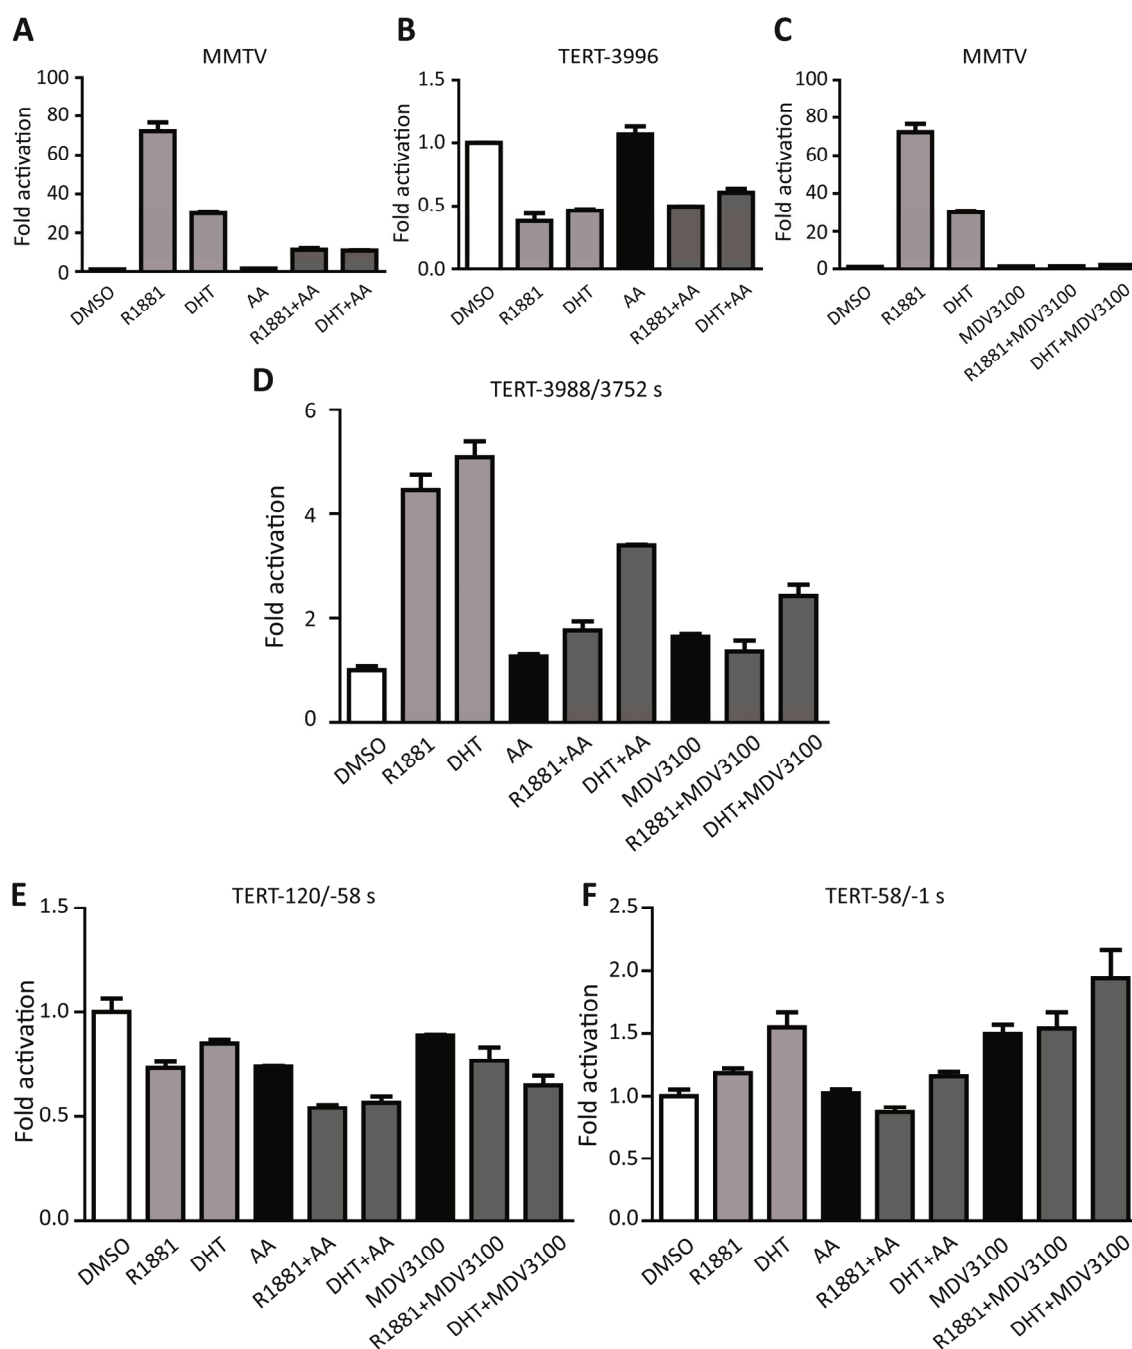 A
MMTV
Fold activation
100
80
60
40
20
0
DMSO
R1881
DHT
AA
R1881+AA
DHT+AA
B
TERT-3996
Fold activation
1.5
1.0
0.5
0.0
DMSO
R1881
DHT
AA
R1881+AA
DHT+AA
C
MMTV
Fold activation
100
80
60
40
20
0
DMSO
R1881
DHT
MDV3100
R1881+MDV3100
DHT+MDV3100
D
TERT-3988/3752 s
Fold activation
6
4
2
0
DMSO
R1881
DHT
AA
R1881+AA
DHT+AA
MDV3100
R1881+MDV3100
DHT+MDV3100
E
TERT-120/-58 s
Fold activation
1.5
1.0
0.5
0.0
DMSO
R1881
DHT
AA
R1881+AA
DHT+AA
MDV3100
R1881+MDV3100
DHT+MDV3100
F
TERT-58/-1 s
Fold activation
2.5
2.0
1.5
1.0
0.5
0.0
DMSO
R1881
DHT
AA
R1881+AA
DHT+AA
MDV3100
R1881+MDV3100
DHT+MDV3100